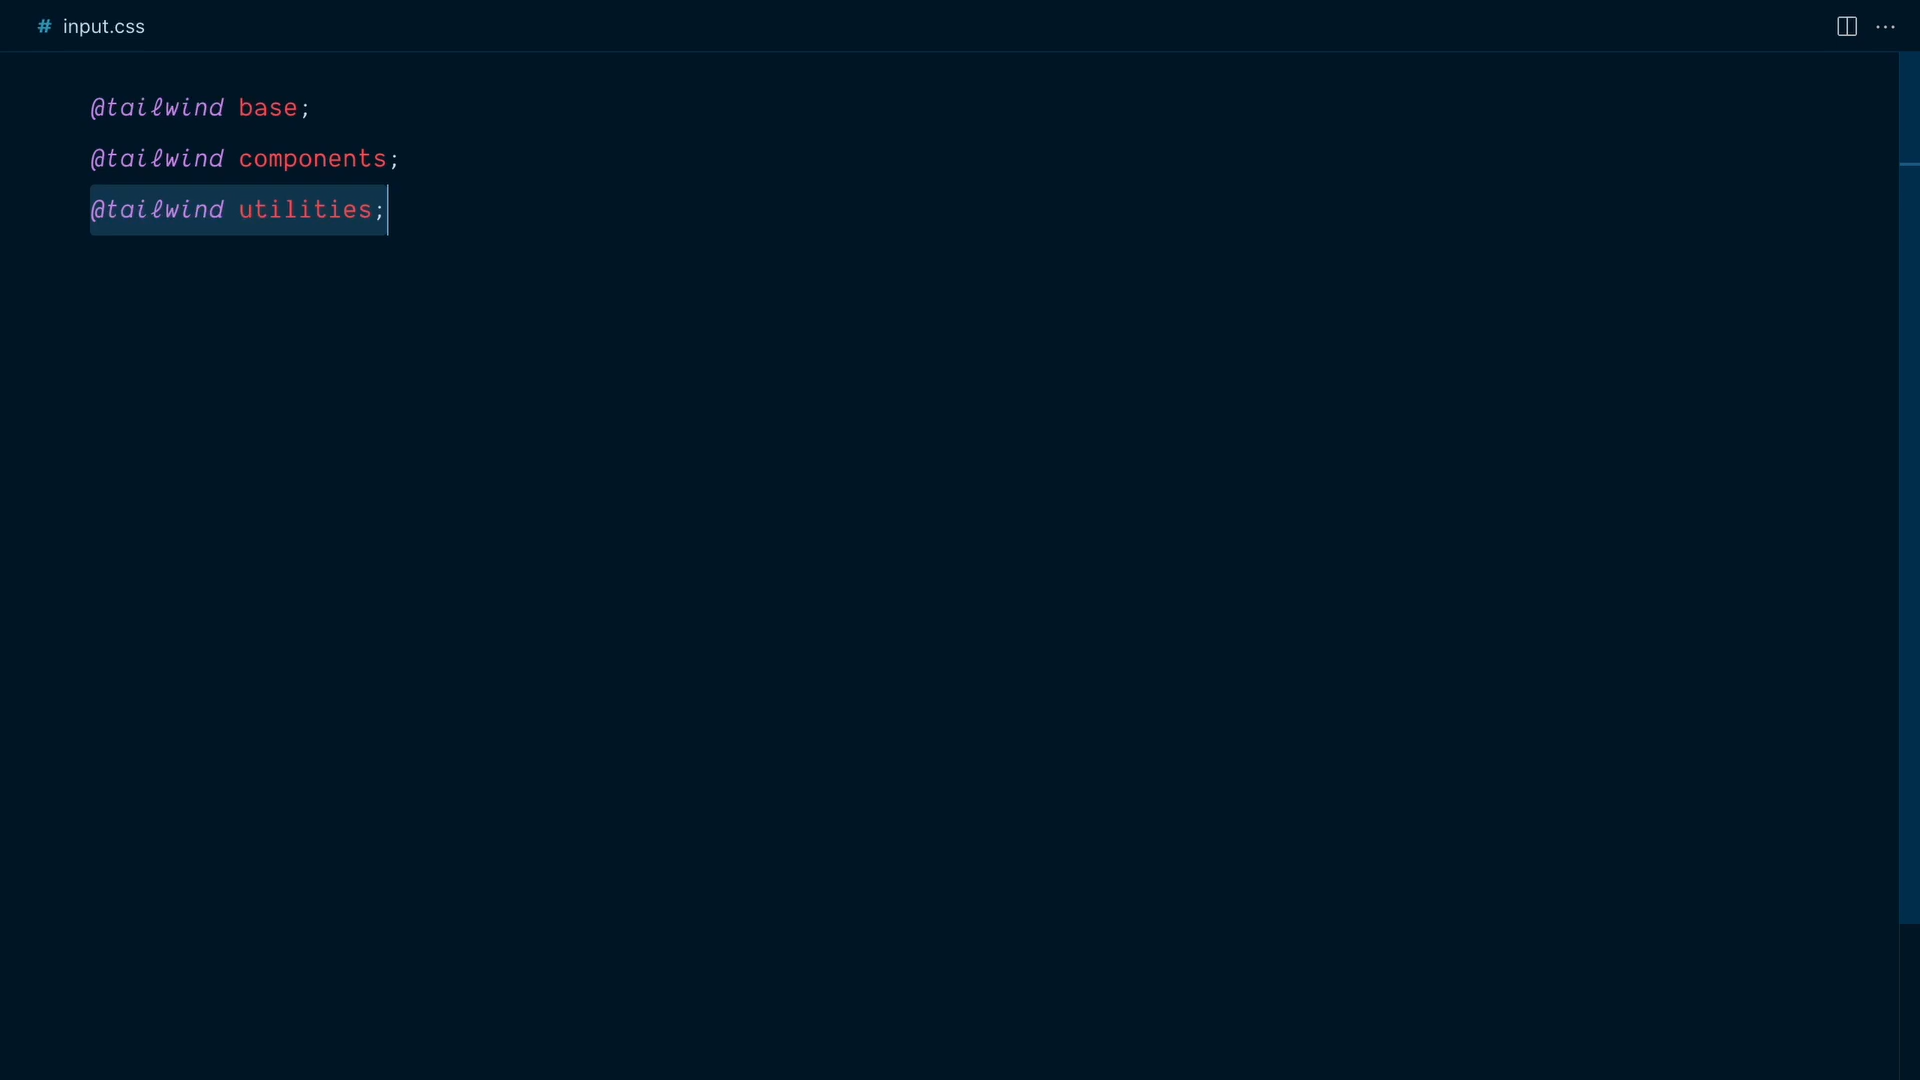 # input.css
@tailwind base;
@tailwind components;
@tailwind utilities;